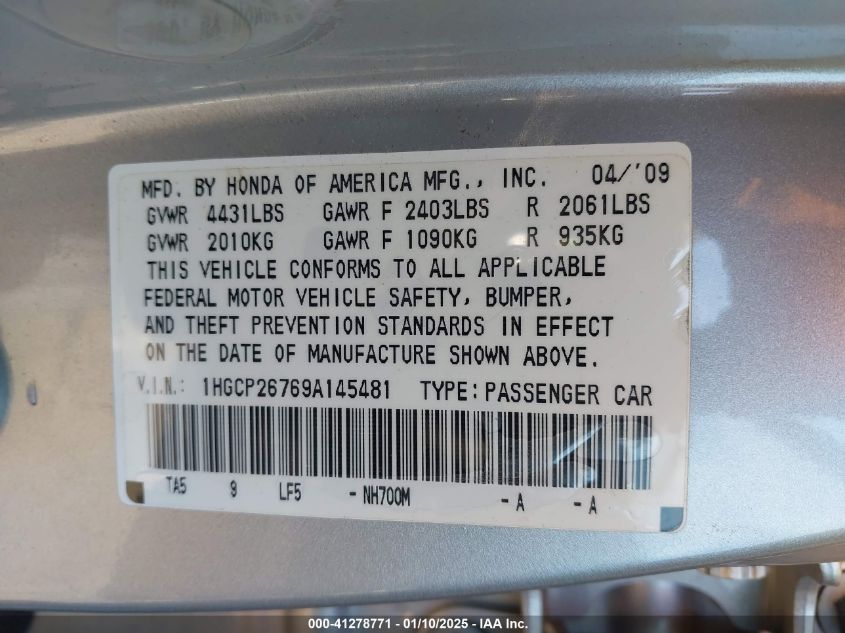 MFD. BY HONDA OF AMERICA MFG., INC. 04/'09
GVWR 4431LBS GAWR F 2403LBS R 2061LBS
GVWR 2010KG GAWR F 1090KG R 935KG
THIS VEHICLE CONFORMS TO ALL APPLICABLE
FEDERAL MOTOR VEHICLE SAFETY, BUMPER,
AND THEFT PREVENTION STANDARDS IN EFFECT
ON THE DATE OF MANUFACTURE SHOWN ABOVE.
V.I.N.: 1HGCP26769A145481 TYPE: PASSENGER CAR
TA5 9 LF5 - NH700M - A - A
000-41278771 - 01/10/2025 - IAA Inc.